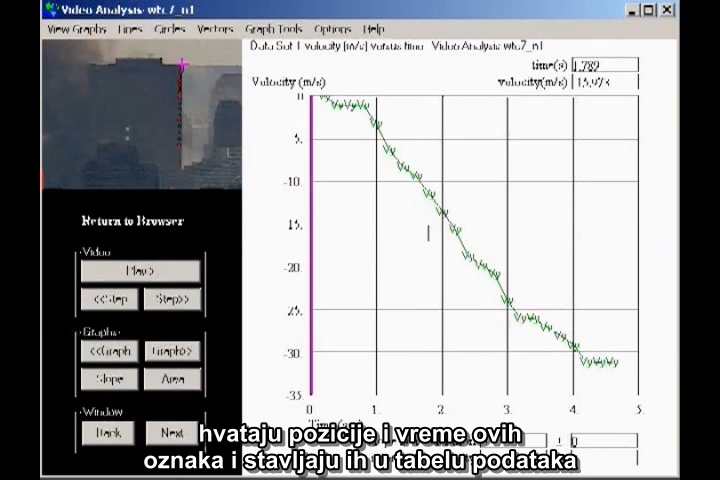 Video Analysis: wtc7_n1
View Graphs Lines Circles Vectors Graph Tools Options Help
Data Set 1 velocity (m/s) versus time - Video Analysis wtc7_n1
time(s) 1.789
Velocity (m/s)
velocity(m/s)
0
5.
-10.
15.
-20.
-25.
-30.
-35.
0 1 2. 3. 4. 5.
Return to Browser
Video
Play>
<<Step Step>>
Graphs
<<Graph Graph>>
Slope Area
Window
Back Next
± 0
hvataju pozicije i vreme ovih
oznaka i stavljaju ih u tabelu podataka